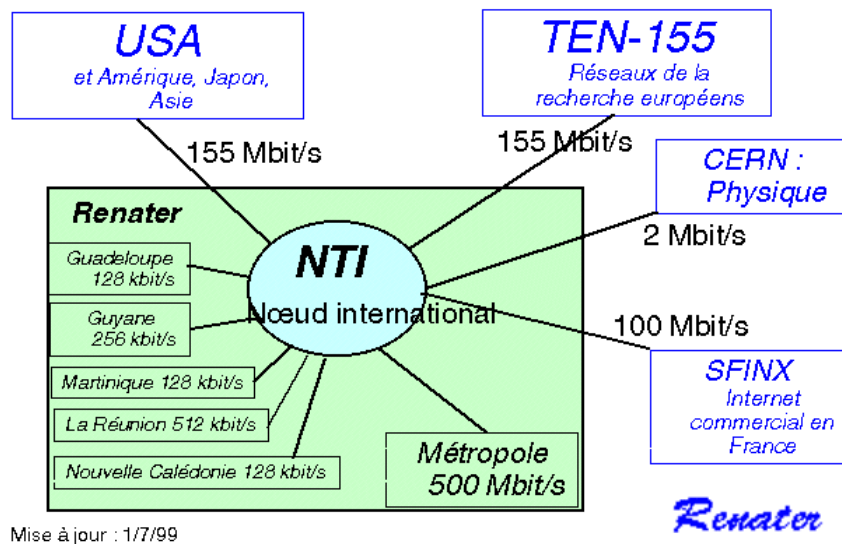 USA
et Amérique, Japon,
Asie
TEN-155
Réseaux de la
recherche européens
155 Mbit/s
155 Mbit/s
CERN :
Physique
2 Mbit/s
Renater
NTI
Nœud international
Guadeloupe
128 kbit/s
Guyane
256 kbit/s
Martinique 128 kbit/s
La Réunion 512 kbit/s
Nouvelle Calédonie 128 kbit/s
Métropole
500 Mbit/s
100 Mbit/s
SFINX
Internet
commercial en
France
Renater
Mise à jour : 1/7/99